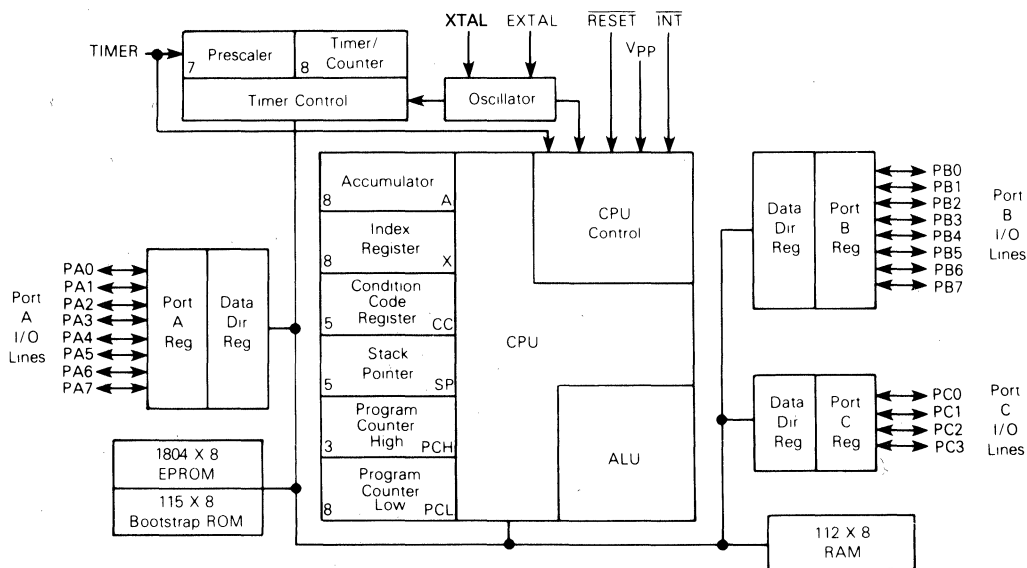 XTAL EXTAL RESET INT
VPP
TIMER
Prescaler
7
Timer/
Counter
8
Timer Control
Oscillator
Accumulator
8 A
Index
Register
8 X
Condition
Code
Register
5 CC
Stack
Pointer
5 SP
Program
Counter
High
3 PCH
Program
Counter
Low
8 PCL
CPU
CPU
Control
ALU
Port
A
I/O
Lines
PA0
PA1
PA2
PA3
PA4
PA5
PA6
PA7
Port
A
Reg
Data
Dir
Reg
1804 X 8
EPROM
115 X 8
Bootstrap ROM
Data
Dir
Reg
Port
B
Reg
PB0
PB1
PB2
PB3
PB4
PB5
PB6
PB7
Port
B
I/O
Lines
Data
Dir
Reg
Port
C
Reg
PC0
PC1
PC2
PC3
Port
C
I/O
Lines
112 X 8
RAM